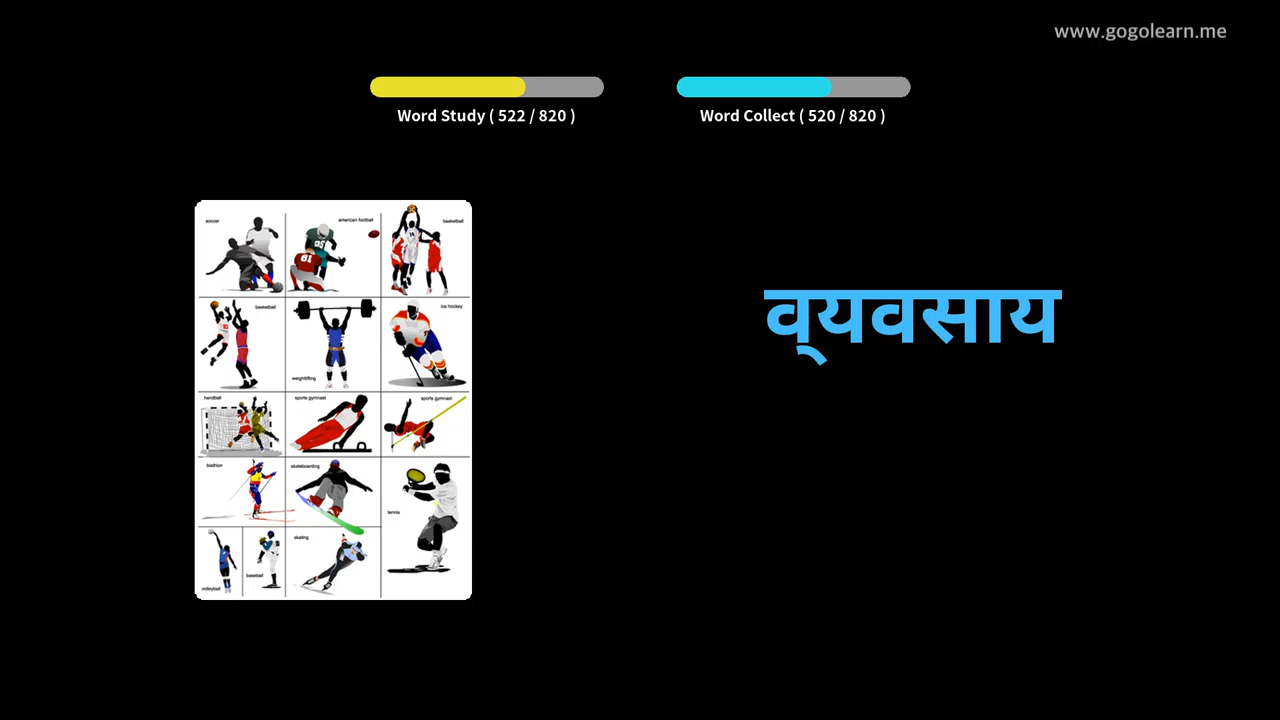 www.gogolearn.me
Word Study ( 522 / 820 )
Word Collect ( 520 / 820 )
soccer
american football
basketball
basketball
weightlifting
ice hockey
handball
sports gymnast
sports gymnast
biathlon
skateboarding
tennis
volleyball
baseball
skating
व्‌यवसाय